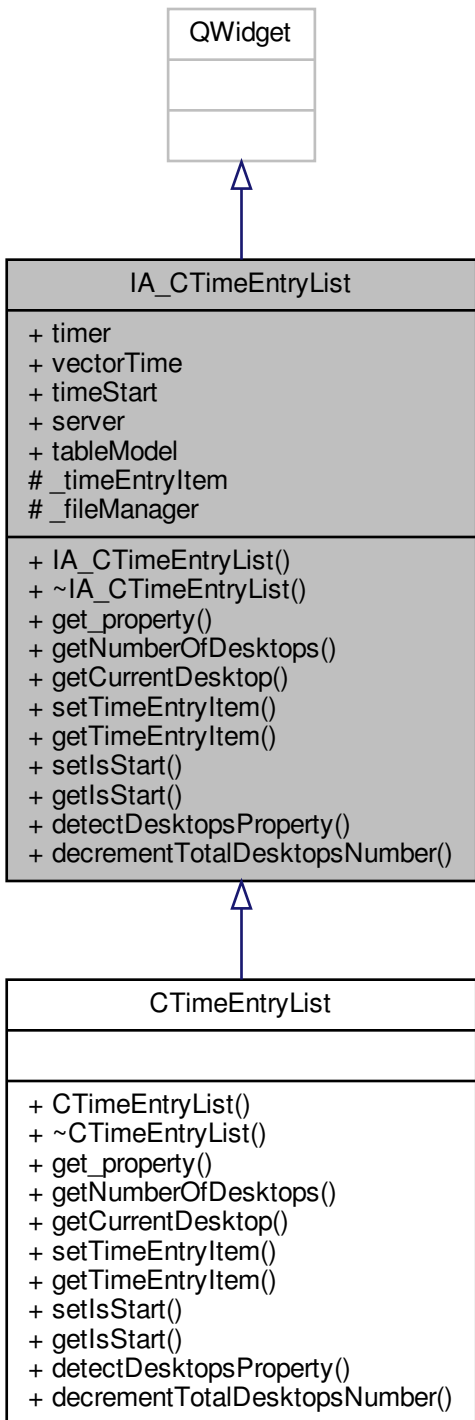 QWidget
IA_CTimeEntryList
+ timer
+ vectorTime
+ timeStart
+ server
+ tableModel
# _timeEntryItem
# _fileManager
+ IA_CTimeEntryList()
+ ~IA_CTimeEntryList()
+ get_property()
+ getNumberOfDesktops()
+ getCurrentDesktop()
+ setTimeEntryItem()
+ getTimeEntryItem()
+ setIsStart()
+ getIsStart()
+ detectDesktopsProperty()
+ decrementTotalDesktopsNumber()
CTimeEntryList
+ CTimeEntryList()
+ ~CTimeEntryList()
+ get_property()
+ getNumberOfDesktops()
+ getCurrentDesktop()
+ setTimeEntryItem()
+ getTimeEntryItem()
+ setIsStart()
+ getIsStart()
+ detectDesktopsProperty()
+ decrementTotalDesktopsNumber()